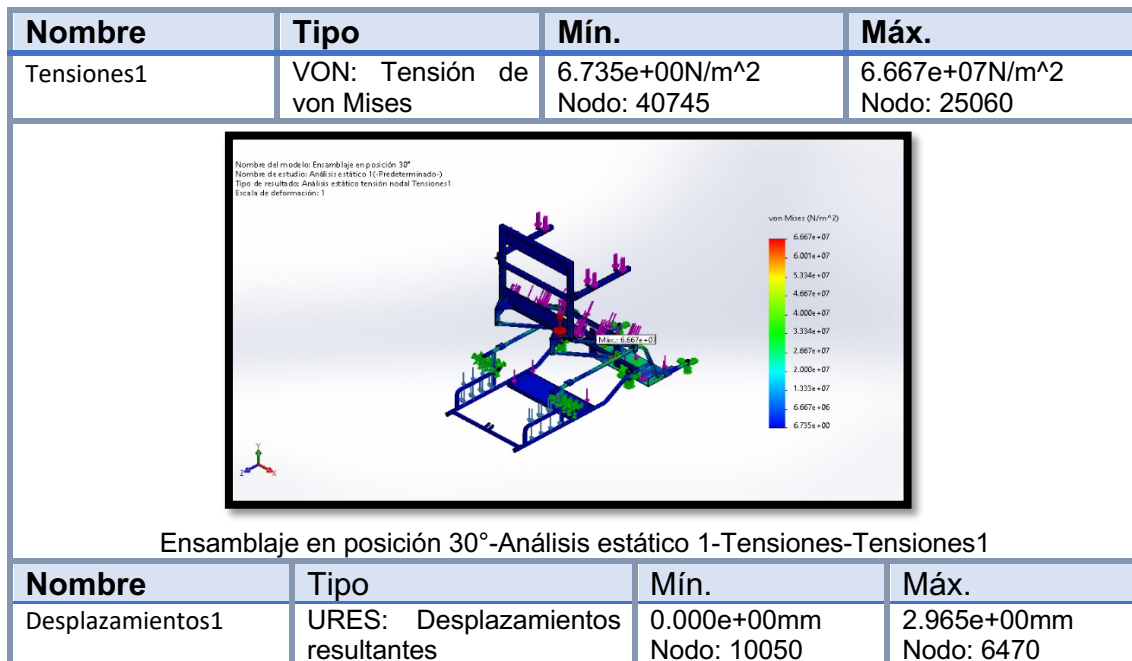 Nombre Tipo Mín. Máx.
Tensiones1 VON: Tensión de 6.735e+00N/m^2 6.667e+07N/m^2
von Mises Nodo: 40745 Nodo: 25060
Nombre del modelo: Ensamblaje en posición 30°
Nombre de estudio: Análisis estático 1(-Predeterminado-)
Tipo de resultado: Análisis estático tensión nodal Tensiones1
Escala de deformación: 1
von Mises (N/m^2)
6.667e+07
6.001e+07
5.334e+07
4.667e+07
4.000e+07
3.334e+07
2.667e+07
2.000e+07
1.333e+07
6.667e+06
6.735e+00
Máx.: 6.667e+07
Y
Z X
Ensamblaje en posición 30°-Análisis estático 1-Tensiones-Tensiones1
Nombre Tipo Mín. Máx.
Desplazamientos1 URES: Desplazamientos 0.000e+00mm 2.965e+00mm
resultantes Nodo: 10050 Nodo: 6470